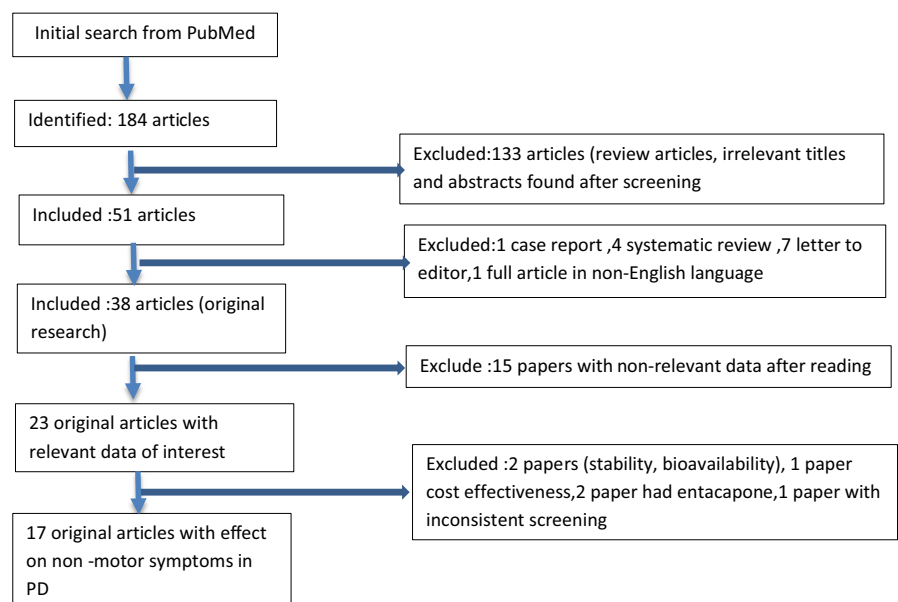 Initial search from PubMed
Identified: 184 articles
Excluded:133 articles (review articles, irrelevant titles
and abstracts found after screening
Included :51 articles
Excluded:1 case report ,4 systematic review ,7 letter to
editor,1 full article in non-English language
Included :38 articles (original
research)
Exclude :15 papers with non-relevant data after reading
23 original articles with
relevant data of interest
Excluded :2 papers (stability, bioavailability), 1 paper
cost effectiveness,2 paper had entacapone,1 paper with
inconsistent screening
17 original articles with effect
on non -motor symptoms in
PD